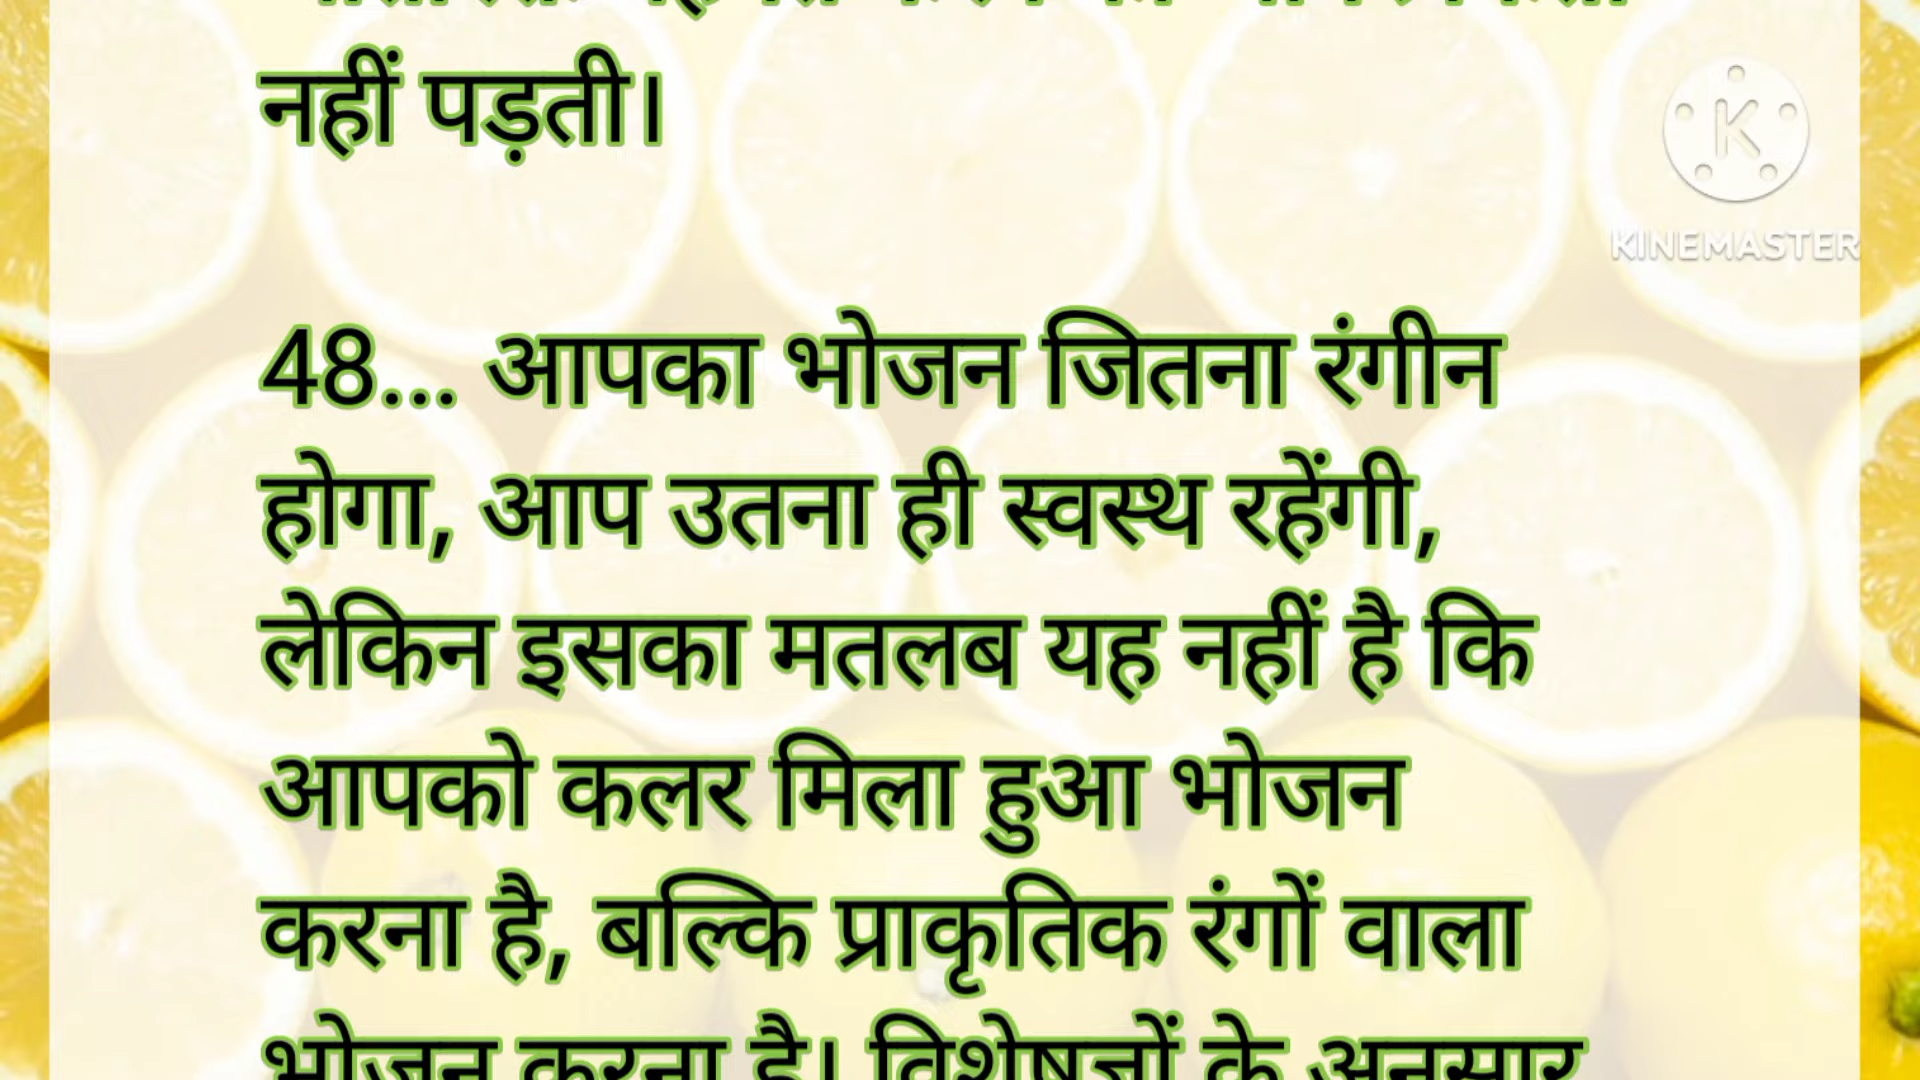 नहीं पड़ती।
KINEMASTER
48... आपका भोजन जितना रंगीन
होगा, आप उतना ही स्वस्थ रहेंगी,
लेकिन इसका मतलब यह नहीं है कि
आपको कलर मिला हुआ भोजन
करना है, बल्कि प्राकृतिक रंगों वाला
भोजन करना है। विशेषज्ञों के अनुसार